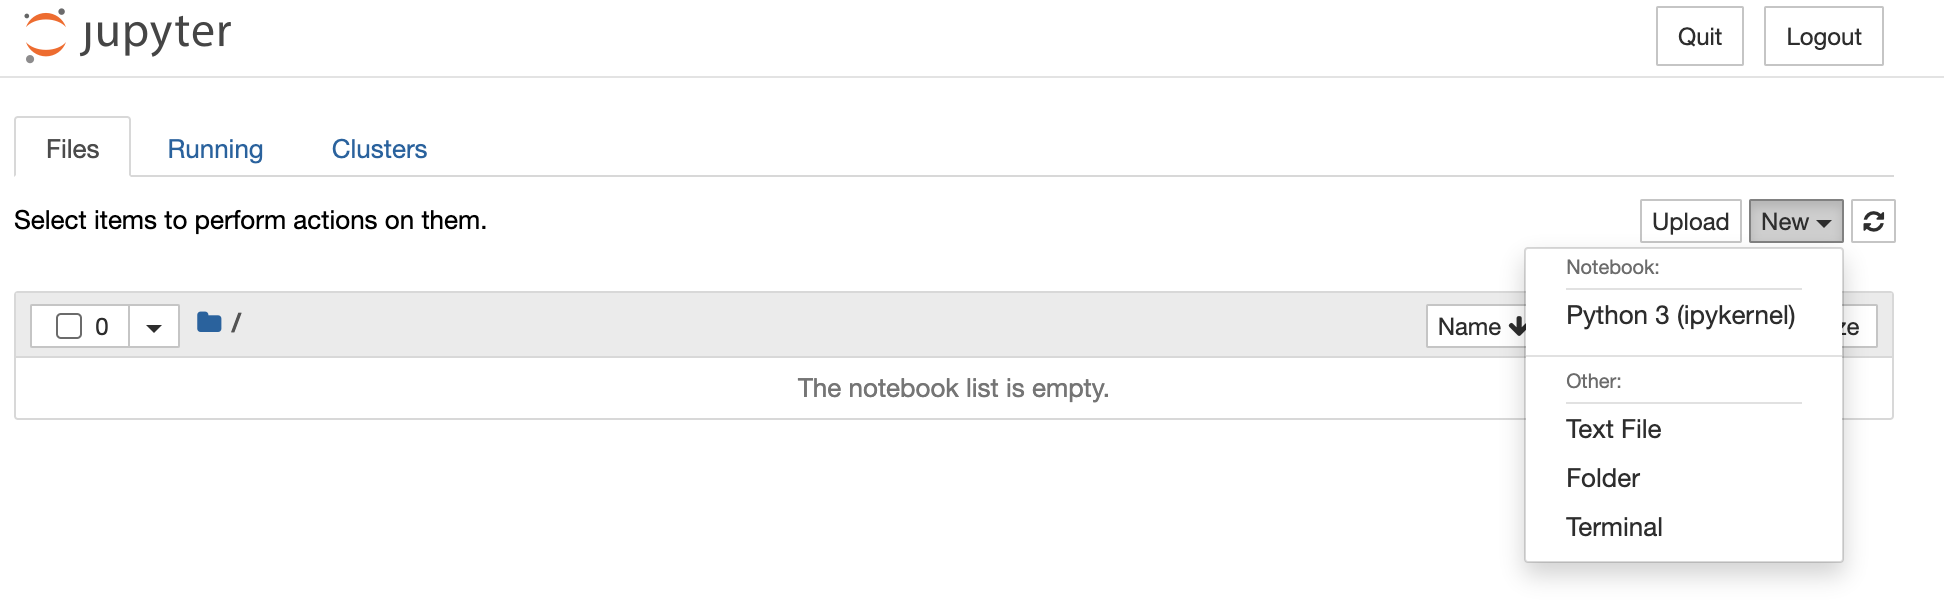 jupyter
Quit Logout
Files Running Clusters
Select items to perform actions on them.
Upload New
Notebook:
Python 3 (ipykernel)
0 / Name
The notebook list is empty.
Other:
Text File
Folder
Terminal